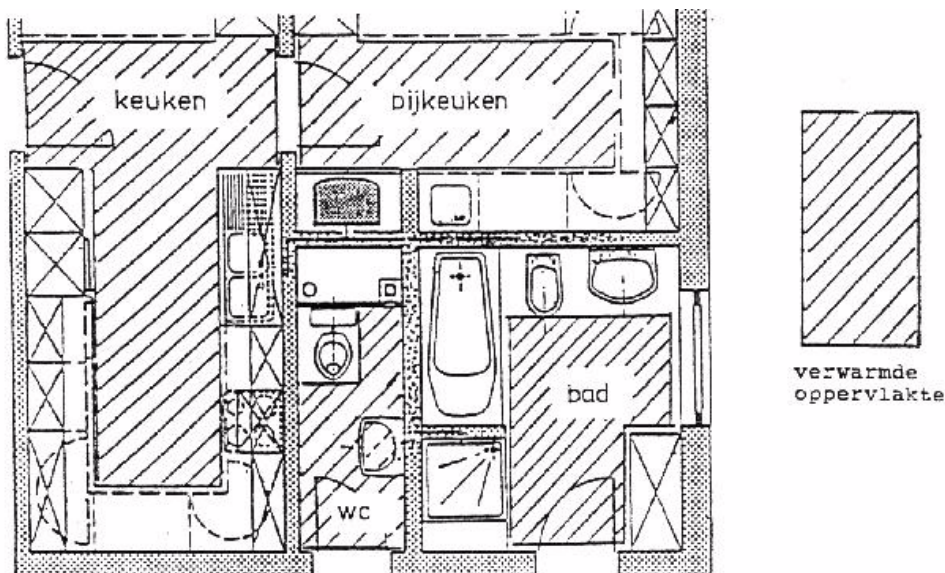 keuken
bijkeuken
bad
wc
verwarmde
oppervlakte